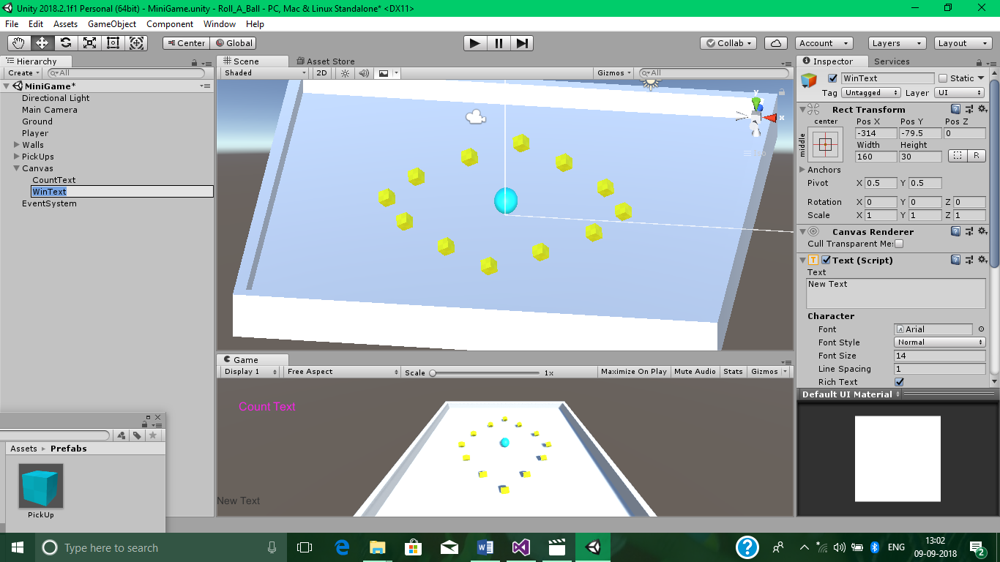 Unity 2018.2.1f1 Personal (64bit) - MiniGame.unity - Roll_A_Ball - PC, Mac & Linux Standalone* <DX11>
File Edit Assets GameObject Component Window Help
Center Global Collab Account Layers Layout
Hierarchy
Create All
MiniGame*
Directional Light
Main Camera
Ground
Player
Walls
PickUps
Canvas
CountText
WinText
EventSystem
Scene Asset Store
Shaded 2D Gizmos All
y
x
Game
Display 1 Free Aspect Scale 1x Maximize On Play Mute Audio Stats Gizmos
Count Text
New Text
Assets Prefabs
PickUp
Inspector Services
WinText Static
Tag Untagged Layer UI
Rect Transform
center Pos X Pos Y Pos Z
middle -314 -79.5 0
Width Height
160 30 R
Anchors
Pivot X 0.5 Y 0.5
Rotation X 0 Y 0 Z 0
Scale X 1 Y 1 Z 1
Canvas Renderer
Cull Transparent Me
Text (Script)
Text
New Text
Character
Font Arial
Font Style Normal
Font Size 14
Line Spacing 1
Rich Text
Default UI Material
Type here to search
ENG 13:02
09-09-2018 2